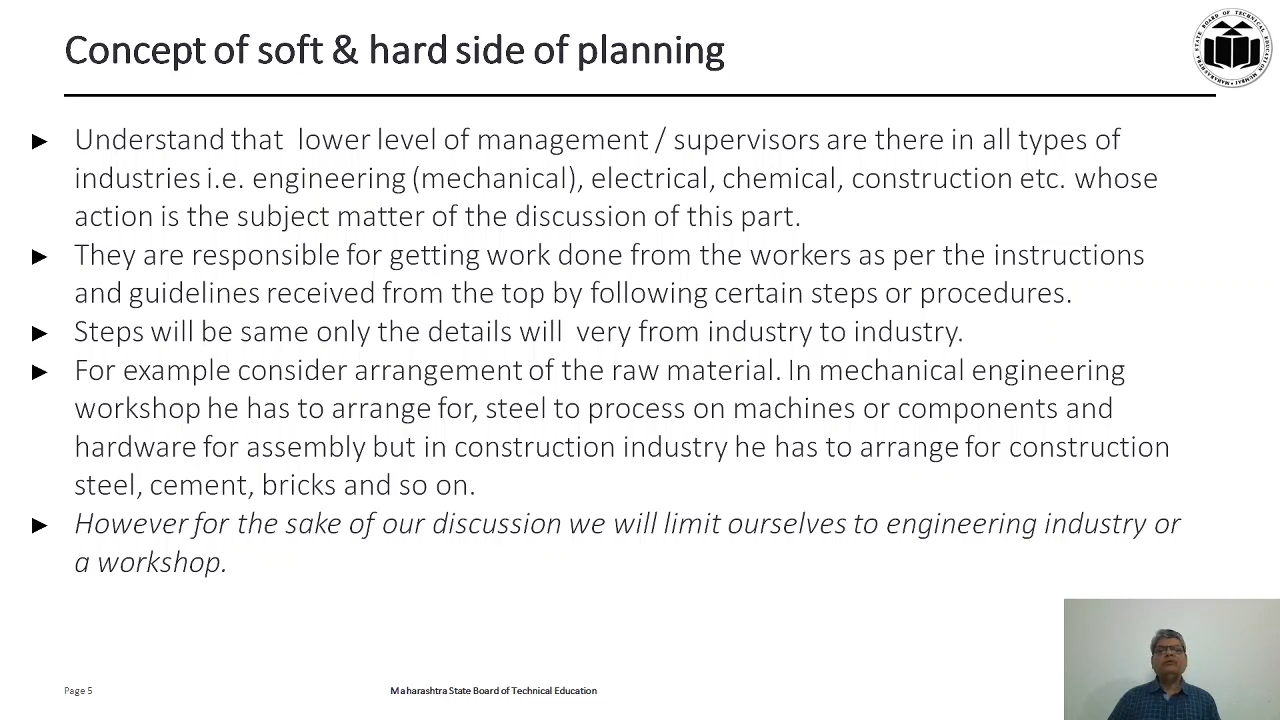 Concept of soft & hard side of planning
► Understand that lower level of management / supervisors are there in all types of
industries i.e. engineering (mechanical), electrical, chemical, construction etc. whose
action is the subject matter of the discussion of this part.
► They are responsible for getting work done from the workers as per the instructions
and guidelines received from the top by following certain steps or procedures.
► Steps will be same only the details will very from industry to industry.
► For example consider arrangement of the raw material. In mechanical engineering
workshop he has to arrange for, steel to process on machines or components and
hardware for assembly but in construction industry he has to arrange for construction
steel, cement, bricks and so on.
► However for the sake of our discussion we will limit ourselves to engineering industry or
a workshop.
Page 5
Maharashtra State Board of Technical Education